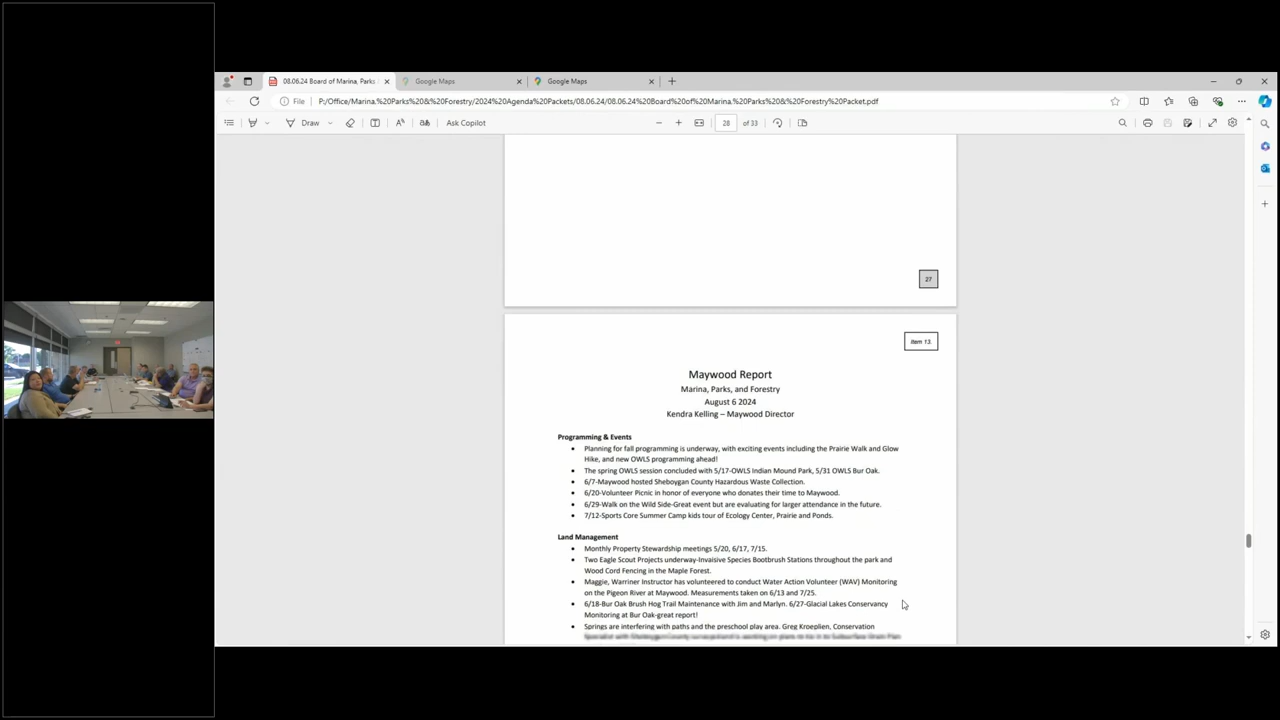 08.06.24 Board of Marina, Parks
Google Maps
Google Maps
File
P:/Office/Marina,%20Parks%20&%20Forestry/2024%20Agenda%20Packets/08.06.24/08.06.24%20Board%20of%20Marina,%20Parks%20&%20Forestry%20Packet.pdf
Draw
Ask Copilot
28 of 33
27
Item 13.
Maywood Report
Marina, Parks, and Forestry
August 6 2024
Kendra Kelling – Maywood Director
Programming & Events
• Planning for fall programming is underway, with exciting events including the Prairie Walk and Glow
Hike, and new OWLS programming ahead!
• The spring OWLS session concluded with 5/17-OWLS Indian Mound Park, 5/31 OWLS Bur Oak.
• 6/7-Maywood hosted Sheboygan County Hazardous Waste Collection.
• 6/20-Volunteer Picnic in honor of everyone who donates their time to Maywood.
• 6/29-Walk on the Wild Side-Great event but are evaluating for larger attendance in the future.
• 7/12-Sports Core Summer Camp kids tour of Ecology Center, Prairie and Ponds.
Land Management
• Monthly Property Stewardship meetings 5/20, 6/17, 7/15.
• Two Eagle Scout Projects underway-Invaisive Species Bootbrush Stations throughout the park and
Wood Cord Fencing in the Maple Forest.
• Maggie, Warriner Instructor has volunteered to conduct Water Action Volunteer (WAV) Monitoring
on the Pigeon River at Maywood. Measurements taken on 6/13 and 7/25.
• 6/18-Bur Oak Brush Hog Trail Maintenance with Jim and Marlyn. 6/27-Glacial Lakes Conservancy
Monitoring at Bur Oak-great report!
• Springs are interfering with paths and the preschool play area. Greg Kroeplien, Conservation